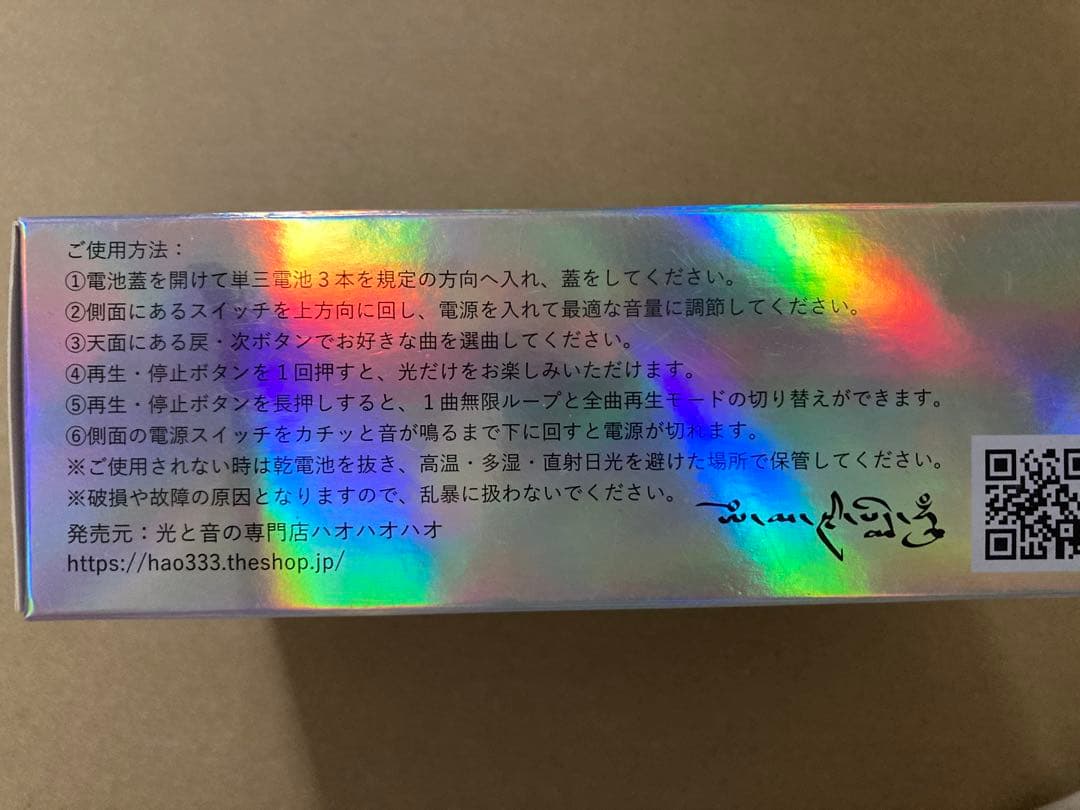 ご使用方法：
①電池蓋を開けて単三電池３本を規定の方向へ入れ、蓋をしてください。
②側面にあるスイッチを上方向に回し、電源を入れて最適な音量に調節してください。
③天面にある戻・次ボタンでお好きな曲を選曲してください。
④再生・停止ボタンを１回押すと、光だけをお楽しみいただけます。
⑤再生・停止ボタンを長押しすると、１曲無限ループと全曲再生モードの切り替えができます。
⑥側面の電源スイッチをカチッと音が鳴るまで下に回すと電源が切れます。
※ご使用されない時は乾電池を抜き、高温・多湿・直射日光を避けた場所で保管してください。
※破損や故障の原因となりますので、乱暴に扱わないでください。
発売元：光と音の専門店ハオハオハオ
https://hao333.theshop.jp/